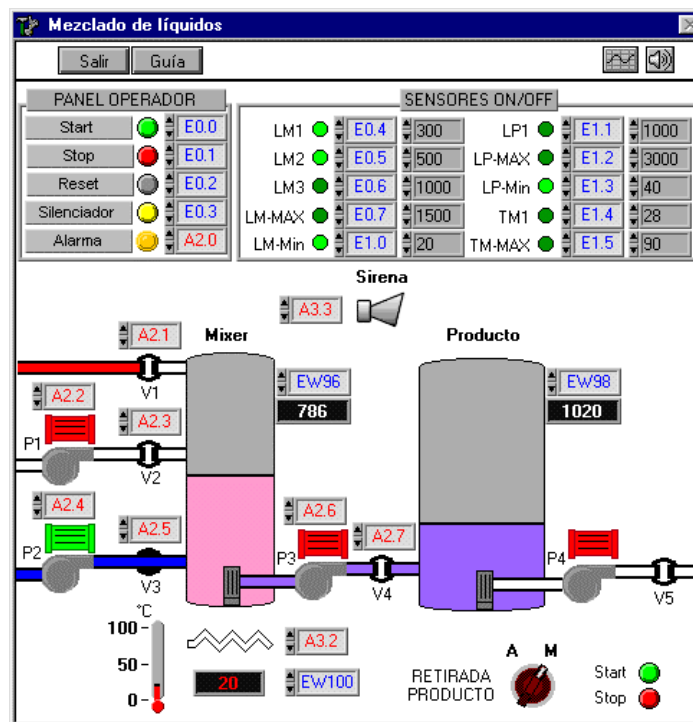 Mezclado de líquidos
Salir Guía
PANEL OPERADOR
Start E0.0
Stop E0.1
Reset E0.2
Silenciador E0.3
Alarma A2.0
SENSORES ON/OFF
LM1 E0.4 300 LP1 E1.1 1000
LM2 E0.5 500 LP-MAX E1.2 3000
LM3 E0.6 1000 LP-Min E1.3 40
LM-MAX E0.7 1500 TM1 E1.4 28
LM-Min E1.0 20 TM-MAX E1.5 90
Sirena
A3.3
A2.1 Mixer Producto
V1
EW96 EW98
786 1020
A2.2 A2.3
P1
V2
A2.4 A2.5 A2.6 A2.7
P2 P3 P4
V3 V4 V5
°C
100
50
0
A3.2
20 EW100
A M
RETIRADA PRODUCTO
Start
Stop